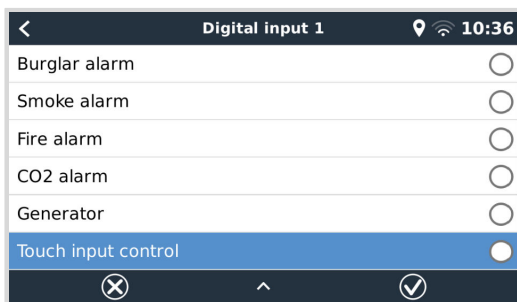 Digital input 1
10:36
Burglar alarm
Smoke alarm
Fire alarm
CO2 alarm
Generator
Touch input control